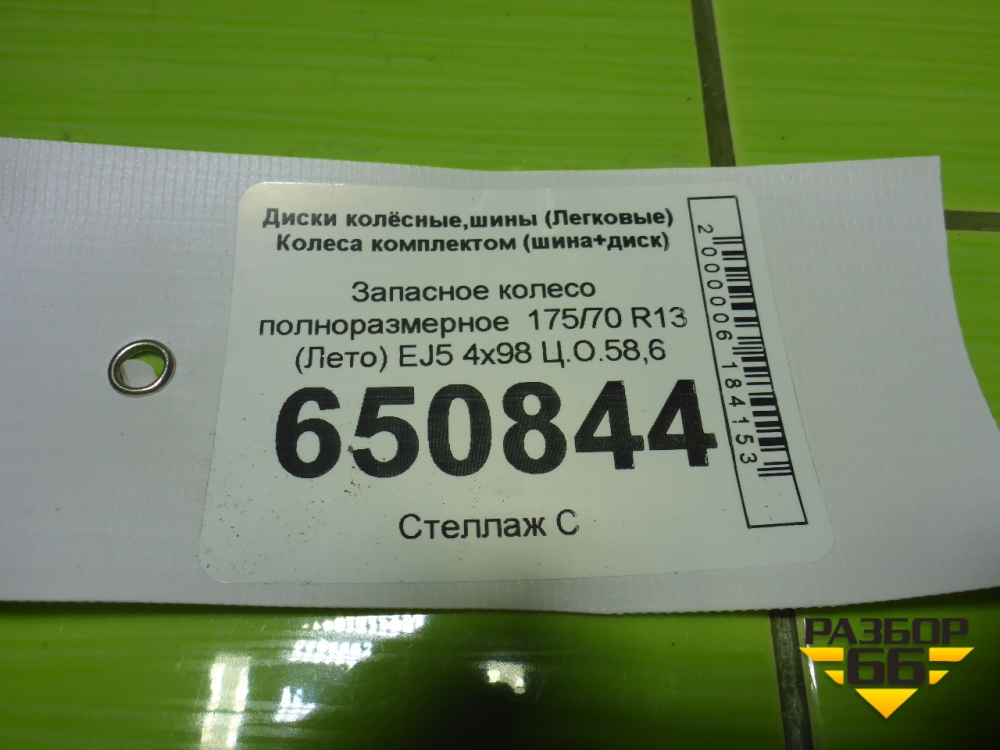 Диски колёсные,шины (Легковые)
Колеса комплектом (шина+диск)
Запасное колесо
полноразмерное 175/70 R13
(Лето) EJ5 4x98 Ц.О.58,6
650844
Стеллаж С
2000006184153
РАЗБОР
66